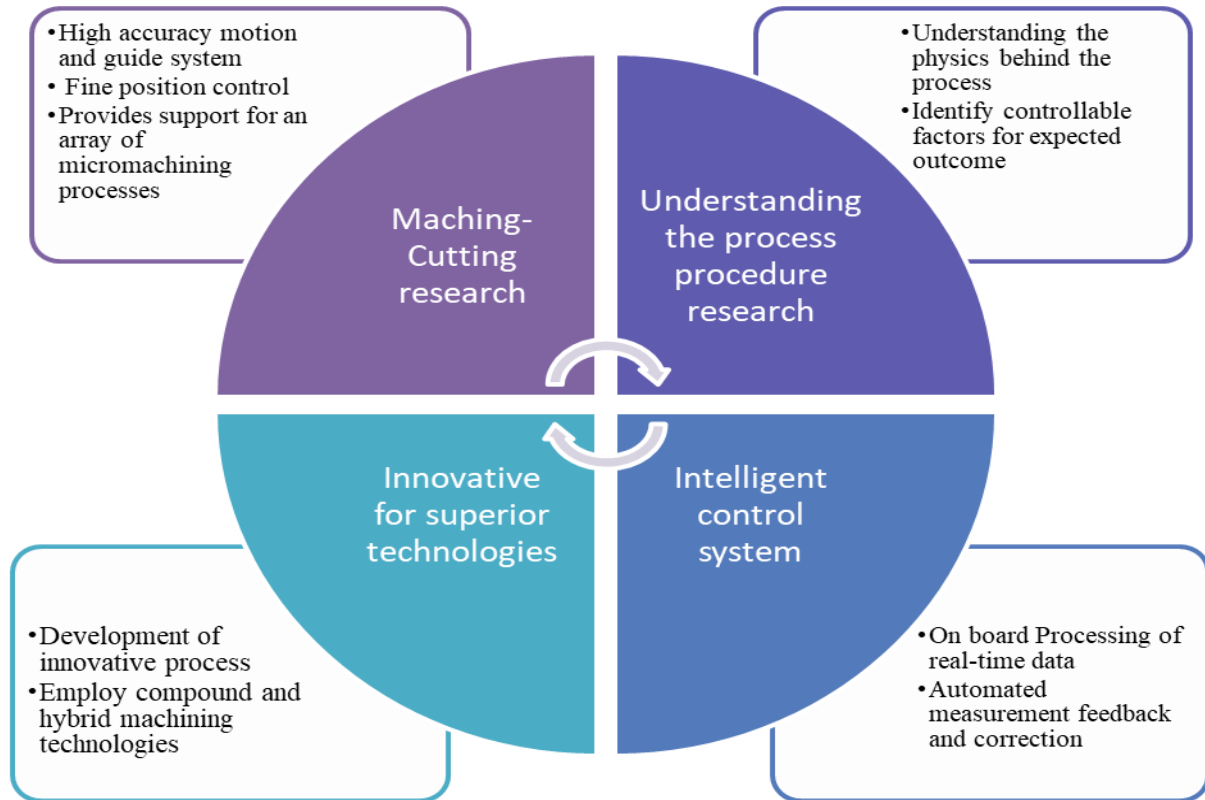 •High accuracy motion
and guide system
• Fine position control
•Provides support for an
array of
micromachining
processes
•Understanding the
physics behind the
process
•Identify controllable
factors for expected
outcome
Maching-
Cutting
research
Understanding
the process
procedure
research
Innovative
for superior
technologies
Intelligent
control
system
•Development of
innovative process
•Employ compound and
hybrid machining
technologies
•On board Processing of
real-time data
•Automated
measurement feedback
and correction